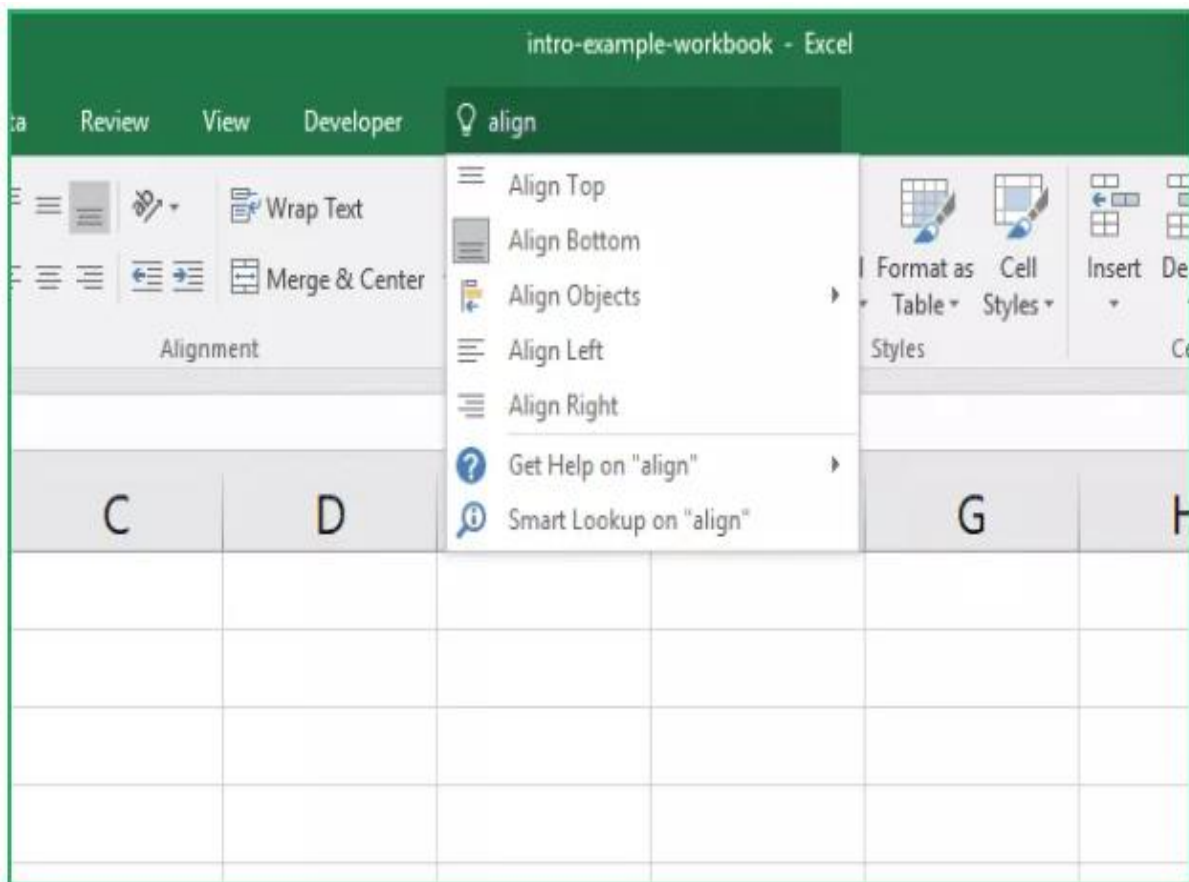 intro-example-workbook - Excel
ta Review View Developer align
Wrap Text
Merge & Center
Alignment
Align Top
Align Bottom
Align Objects
Align Left
Align Right
Get Help on "align"
Smart Lookup on "align"
Format as
Table
Cell
Styles
Styles
Insert
De
Ce
C D G H